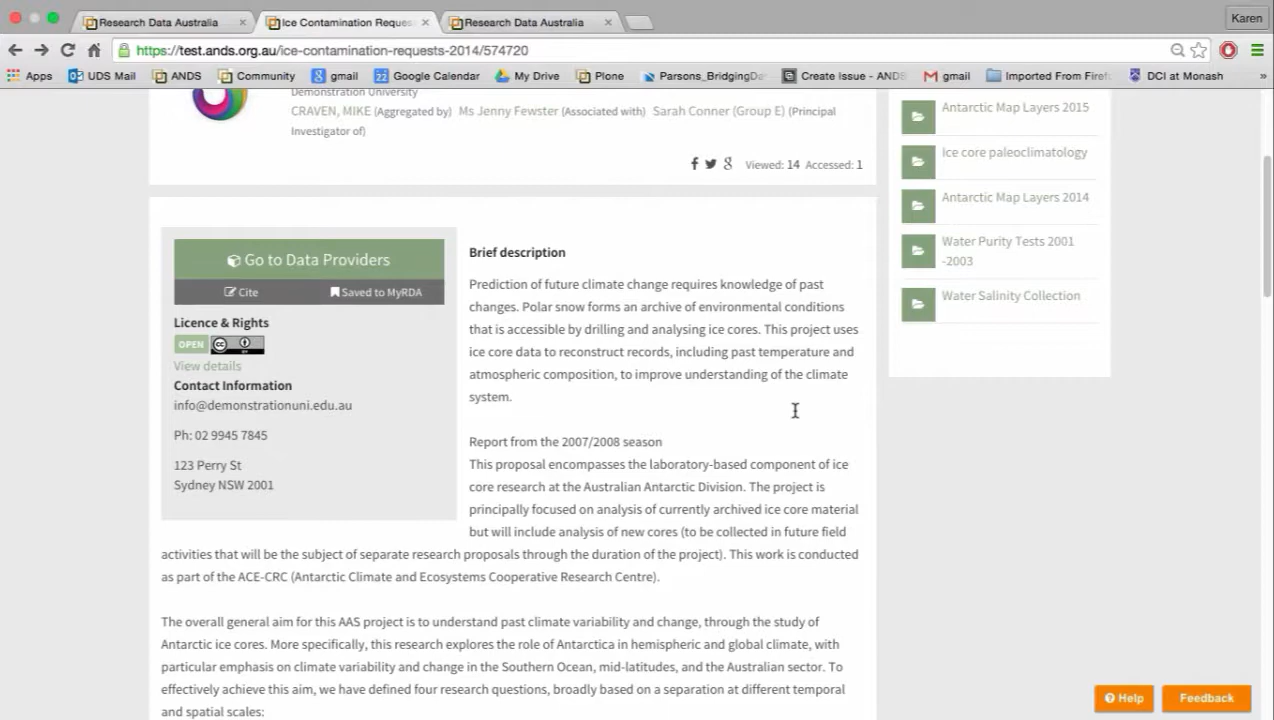 Research Data Australia
Ice Contamination Reques
Research Data Australia
Karen
https://test.ands.org.au/ice-contamination-requests-2014/574720
Apps
UDS Mail
ANDS
Community
gmail
Google Calendar
My Drive
Plone
Parsons_BridgingDa
Create Issue - AND
gmail
Imported From Firef
DCI at Monash
»
Demonstration University
CRAVEN, MIKE (Aggregated by) Ms Jenny Fewster (Associated with) Sarah Conner (Group E) (Principal
Investigator of)
Viewed: 14 Accessed: 1
Antarctic Map Layers 2015
Ice core paleoclimatology
Antarctic Map Layers 2014
Water Purity Tests 2001
-2003
Water Salinity Collection
Go to Data Providers
Cite
Saved to MyRDA
Licence & Rights
OPEN
cc
BY
View details
Contact Information
info@demonstrationuni.edu.au
Ph: 02 9945 7845
123 Perry St
Sydney NSW 2001
Brief description
Prediction of future climate change requires knowledge of past
changes. Polar snow forms an archive of environmental conditions
that is accessible by drilling and analysing ice cores. This project uses
ice core data to reconstruct records, including past temperature and
atmospheric composition, to improve understanding of the climate
system.
Report from the 2007/2008 season
This proposal encompasses the laboratory-based component of ice
core research at the Australian Antarctic Division. The project is
principally focused on analysis of currently archived ice core material
but will include analysis of new cores (to be collected in future field
activities that will be the subject of separate research proposals through the duration of the project). This work is conducted
as part of the ACE-CRC (Antarctic Climate and Ecosystems Cooperative Research Centre).
The overall general aim for this AAS project is to understand past climate variability and change, through the study of
Antarctic ice cores. More specifically, this research explores the role of Antarctica in hemispheric and global climate, with
particular emphasis on climate variability and change in the Southern Ocean, mid-latitudes, and the Australian sector. To
effectively achieve this aim, we have defined four research questions, broadly based on a separation at different temporal
and spatial scales:
Help
Feedback